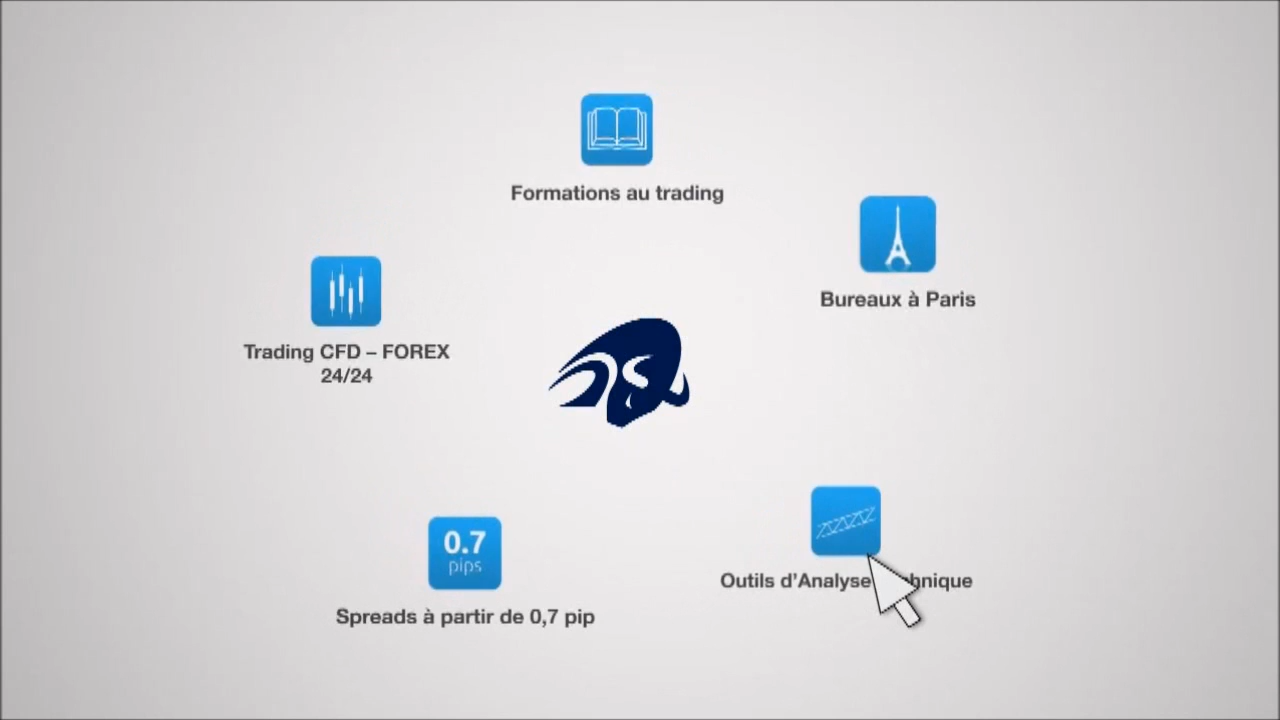 Formations au trading
Bureaux à Paris
Trading CFD – FOREX
24/24
0.7
pips
Outils d'Analyse
Spreads à partir de 0,7 pip